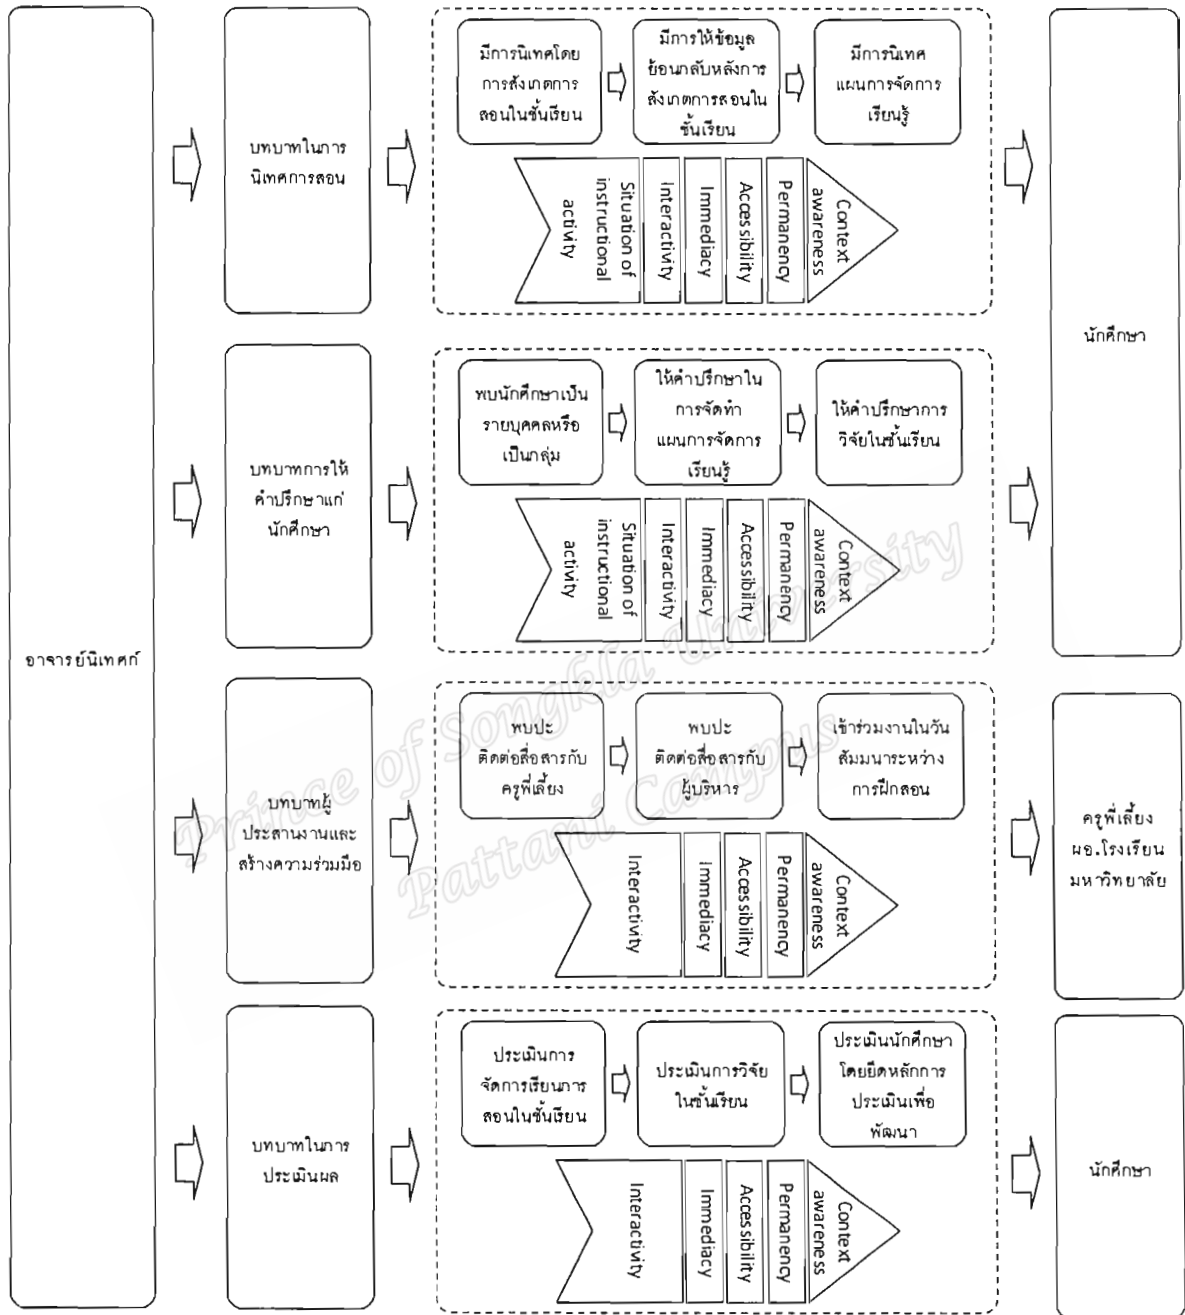 อาจารย์นิเทศก์
บทบาทในการ
นิเทศการสอน
มีการนิเทศโดย
การสังเกตการ
สอนในชั้นเรียน
มีการให้ข้อมูล
ย้อนกลับหลังการ
สังเกตการสอนใน
ชั้นเรียน
มีการนิเทศ
แผนการจัดการ
เรียนรู้
Situation of
instructional
activity
Interactivity
Immediacy
Accessibility
Permanency
Context
awareness
นักศึกษา
บทบาทการให้
คำปรึกษาแก่
นักศึกษา
พบนักศึกษาเป็น
รายบุคคลหรือ
เป็นกลุ่ม
ให้คำปรึกษาใน
การจัดทำ
แผนการจัดการ
เรียนรู้
ให้คำปรึกษาการ
วิจัยในชั้นเรียน
Situation of
instructional
activity
Interactivity
Immediacy
Accessibility
Permanency
Context
awareness
บทบาทผู้
ประสานงานและ
สร้างความร่วมมือ
พบปะ
ติดต่อสื่อสารกับ
ครูพี่เลี้ยง
พบปะ
ติดต่อสื่อสารกับ
ผู้บริหาร
เข้าร่วมงานในวัน
สัมมนาระหว่าง
การฝึกสอน
Interactivity
Immediacy
Accessibility
Permanency
Context
awareness
ครูพี่เลี้ยง
ผอ.โรงเรียน
มหาวิทยาลัย
บทบาทในการ
ประเมินผล
ประเมินการ
จัดการเรียนการ
สอนในชั้นเรียน
ประเมินการวิจัย
ในชั้นเรียน
ประเมินนักศึกษา
โดยยึดหลักการ
ประเมินเพื่อ
พัฒนา
Interactivity
Immediacy
Accessibility
Permanency
Context
awareness
นักศึกษา
Prince of Songkla University
Pattani Campus